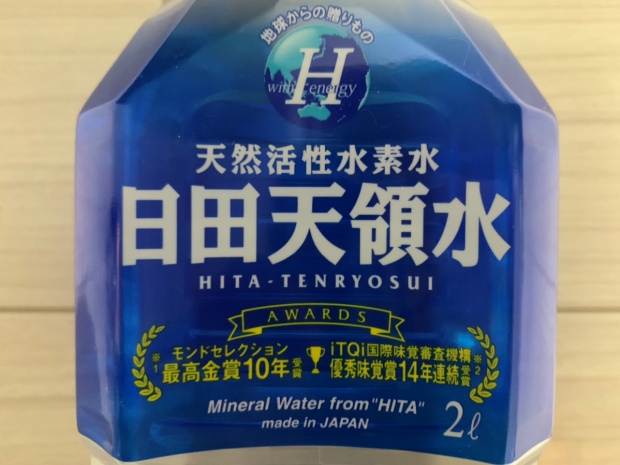 地球からの贈りもの
H
with energy
天然活性水素水
日田天領水
HITA-TENRYOSUI
AWARDS
※1 モンドセレクション 最高金賞10年受賞
iTQi国際味覚審査機構 優秀味覚賞14年連続受賞 ※2
Mineral Water from "HITA"
made in JAPAN
2ℓ